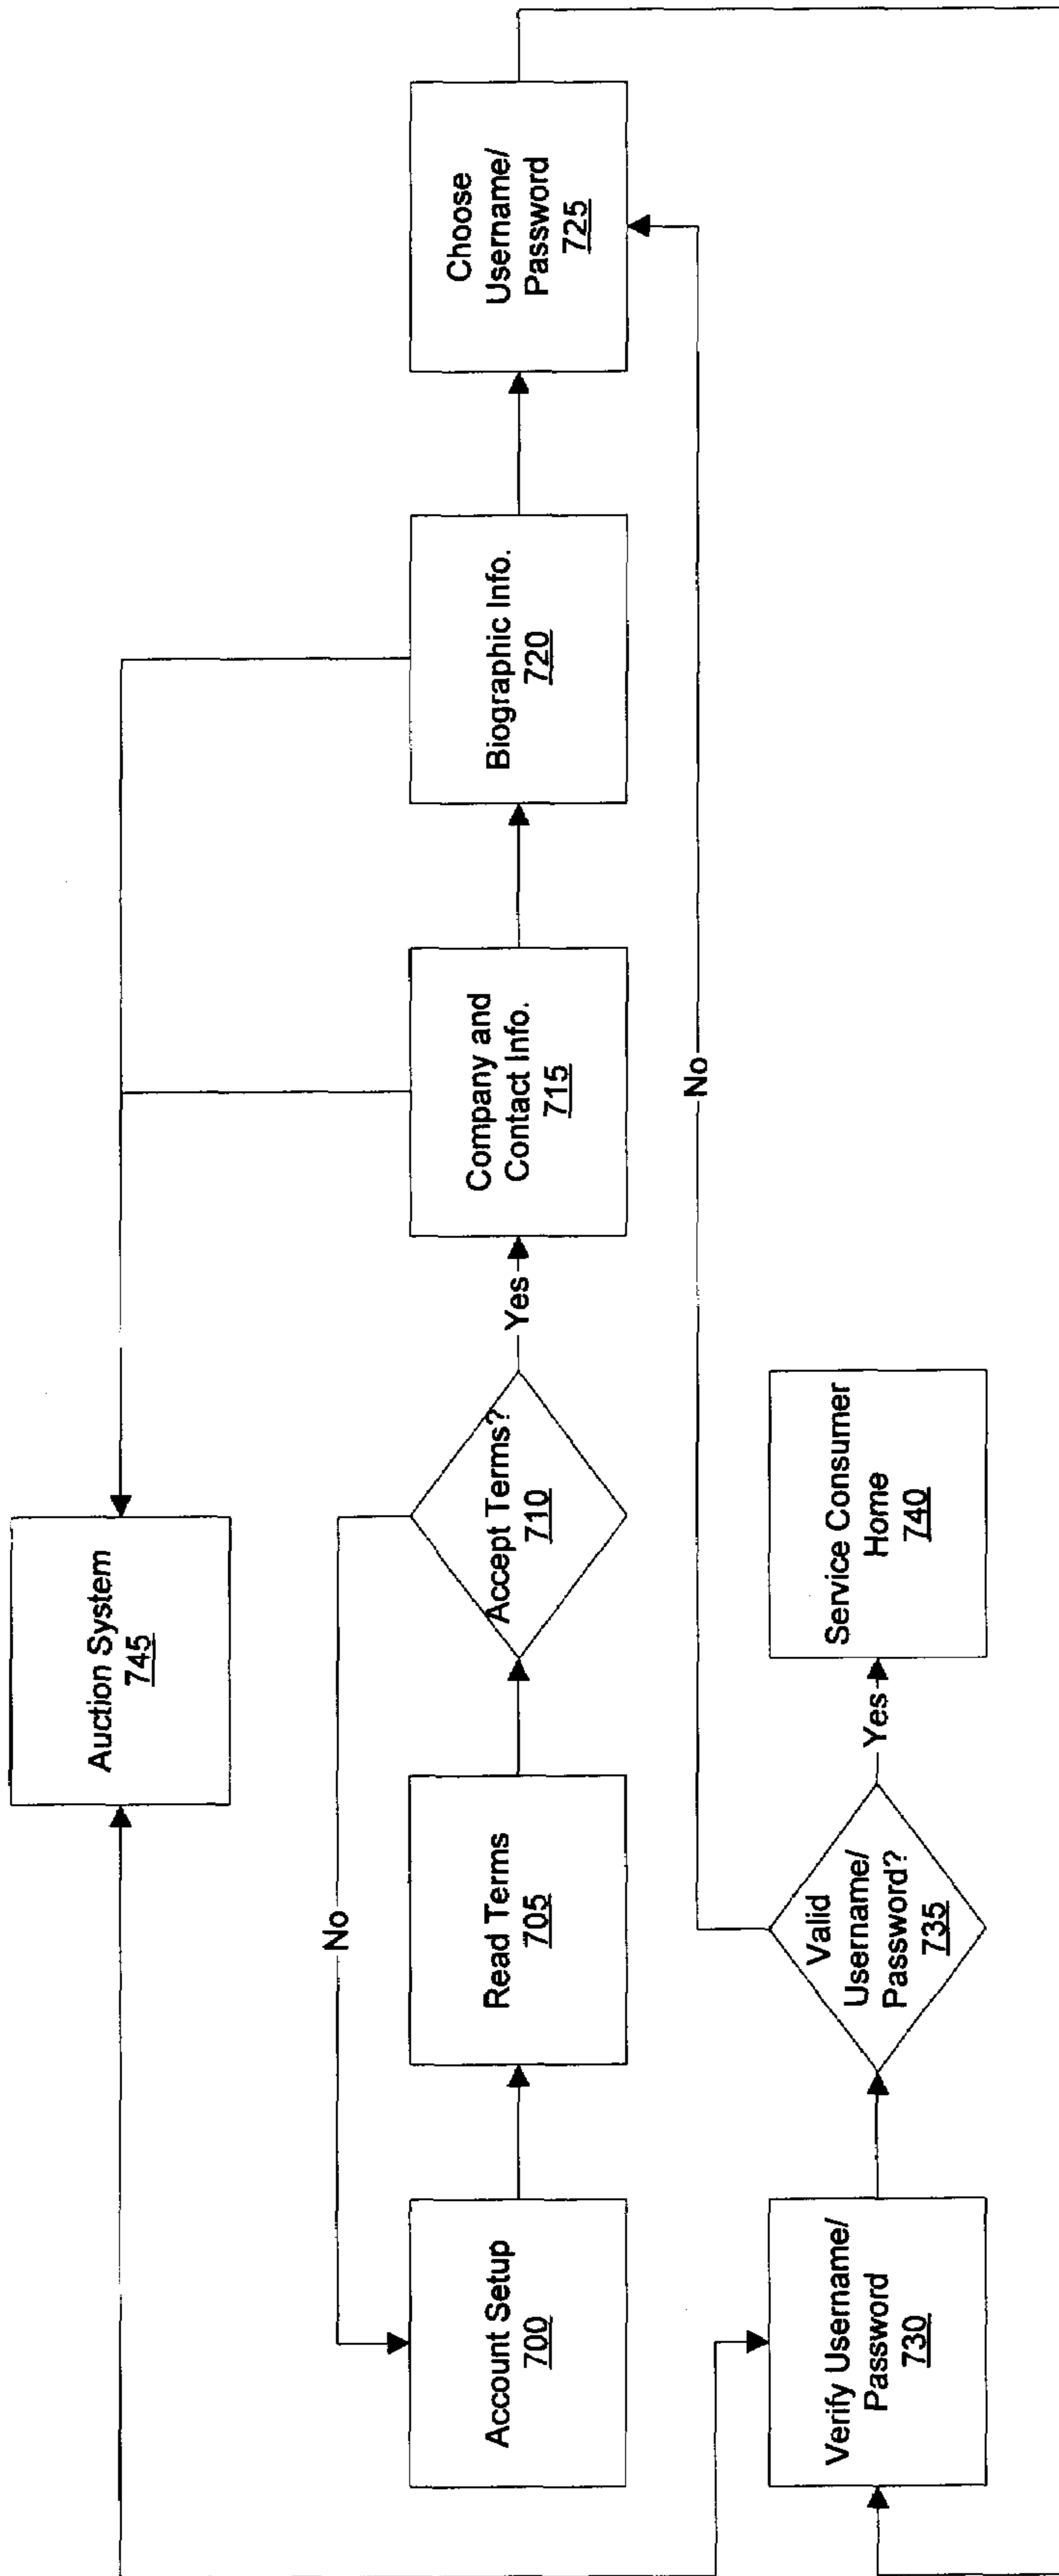 Auction System
745
No
Account Setup
700
Read Terms
705
Accept Terms?
710
Yes
Company and
Contact Info.
715
Biographic Info.
720
Choose
Username/
Password
725
No
Verify Username/
Password
730
Valid
Username/
Password?
735
Yes
Service Consumer
Home
740